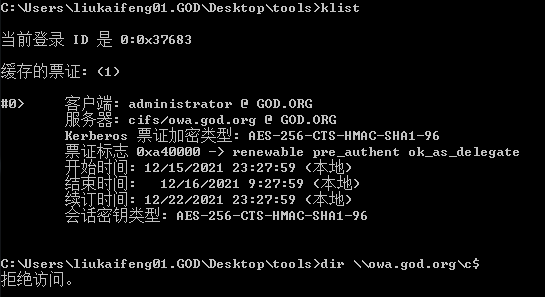 C:\Users\liukaifeng01.GOD\Desktop\tools>klist
当前登录 ID 是 0:0x37683
缓存的票证: (1)
#0>     客户端: administrator @ GOD.ORG
        服务器: cifs/owa.god.org @ GOD.ORG
        Kerberos 票证加密类型: AES-256-CTS-HMAC-SHA1-96
        票证标志 0xa40000 -> renewable pre_authent ok_as_delegate
        开始时间: 12/15/2021 23:27:59 (本地)
        结束时间:   12/16/2021 9:27:59 (本地)
        续订时间: 12/22/2021 23:27:59 (本地)
        会话密钥类型: AES-256-CTS-HMAC-SHA1-96
C:\Users\liukaifeng01.GOD\Desktop\tools>dir \\owa.god.org\c$
拒绝访问。